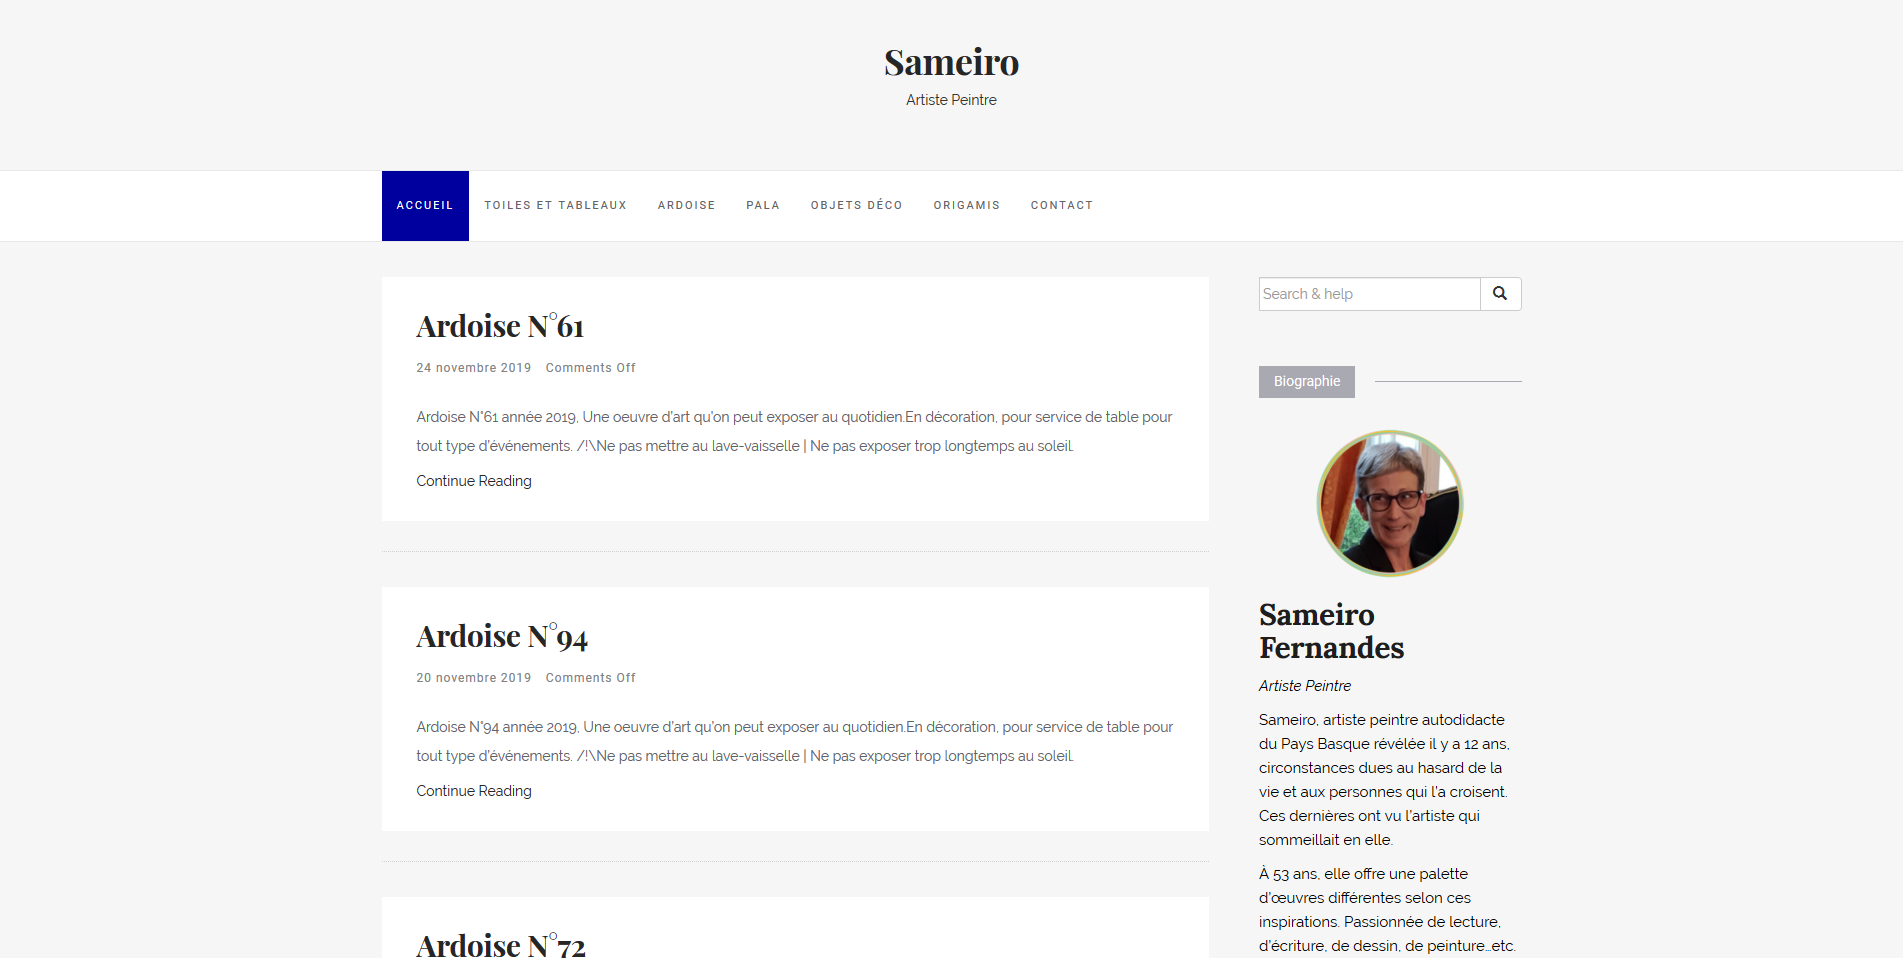 Sameiro
Artiste Peintre
ACCUEIL TOILES ET TABLEAUX ARDOISE PALA OBJETS DÉCO ORIGAMIS CONTACT
Ardoise N°61
24 novembre 2019 Comments Off
Ardoise N°61 année 2019, Une oeuvre d'art qu'on peut exposer au quotidien.En décoration, pour service de table pour
tout type d'événements. /!\Ne pas mettre au lave-vaisselle | Ne pas exposer trop longtemps au soleil.
Continue Reading
Ardoise N°94
20 novembre 2019 Comments Off
Ardoise N°94 année 2019, Une oeuvre d'art qu'on peut exposer au quotidien.En décoration, pour service de table pour
tout type d'événements. /!\Ne pas mettre au lave-vaisselle | Ne pas exposer trop longtemps au soleil.
Continue Reading
Ardoise N°72
Search & help
Biographie
Sameiro
Fernandes
Artiste Peintre
Sameiro, artiste peintre autodidacte
du Pays Basque révélée il y a 12 ans,
circonstances dues au hasard de la
vie et aux personnes qui l'a croisent.
Ces dernières ont vu l'artiste qui
sommeillait en elle.
À 53 ans, elle offre une palette
d'œuvres différentes selon ces
inspirations. Passionnée de lecture,
d'écriture, de dessin, de peinture…etc.